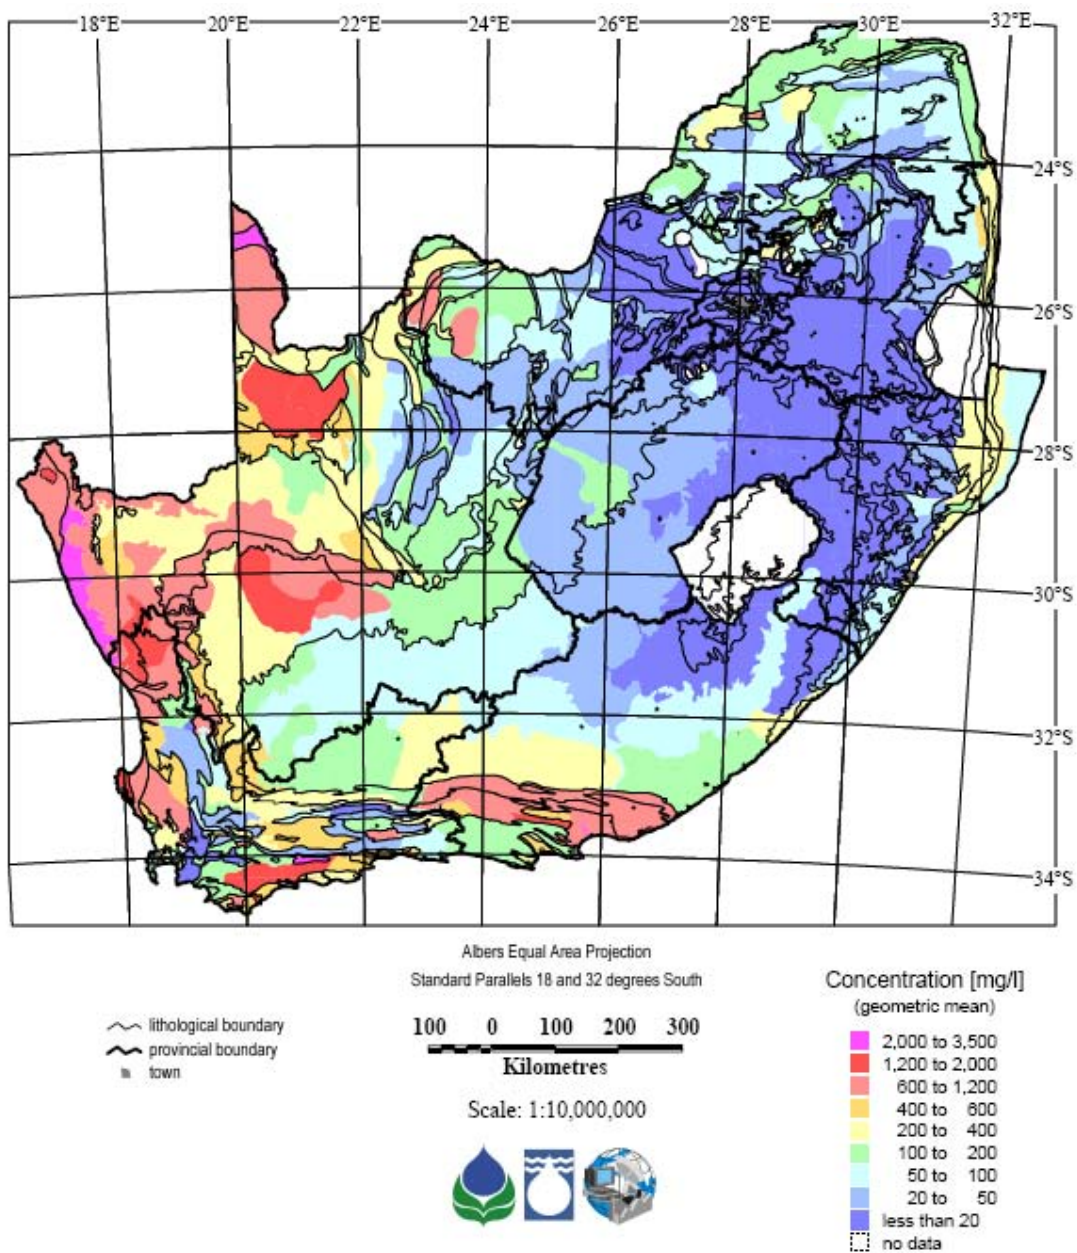 18°E 20°E 22°E 24°E 26°E 28°E 30°E 32°E
24°S
26°S
28°S
30°S
32°S
34°S
Albers Equal Area Projection
Standard Parallels 18 and 32 degrees South
lithological boundary
provincial boundary
town
100 0 100 200 300
Kilometres
Scale: 1:10,000,000
Concentration [mg/l]
(geometric mean)
2,000 to 3,500
1,200 to 2,000
600 to 1,200
400 to 600
200 to 400
100 to 200
50 to 100
20 to 50
less than 20
no data